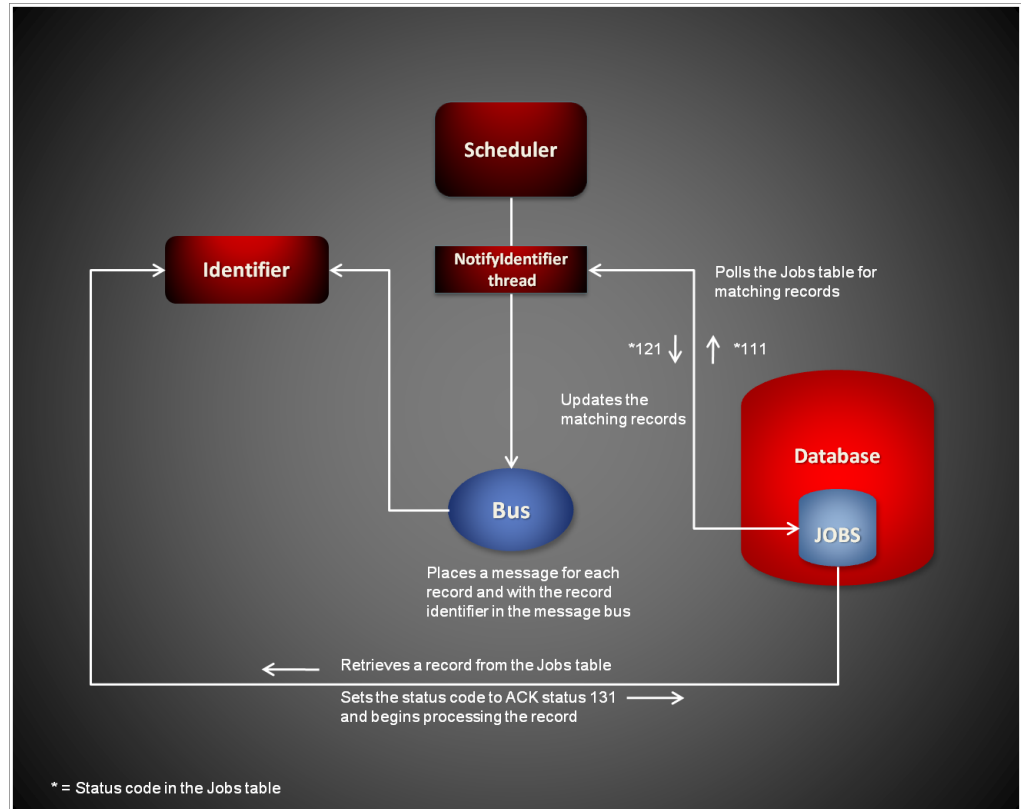 Scheduler
Identifier
NotifyIdentifier
thread
Polls the Jobs table for
matching records
*121
*111
Updates the
matching records
Database
JOBS
Bus
Places a message for each
record and with the record
identifier in the message bus
Retrieves a record from the Jobs table
Sets the status code to ACK status 131
and begins processing the record
* = Status code in the Jobs table